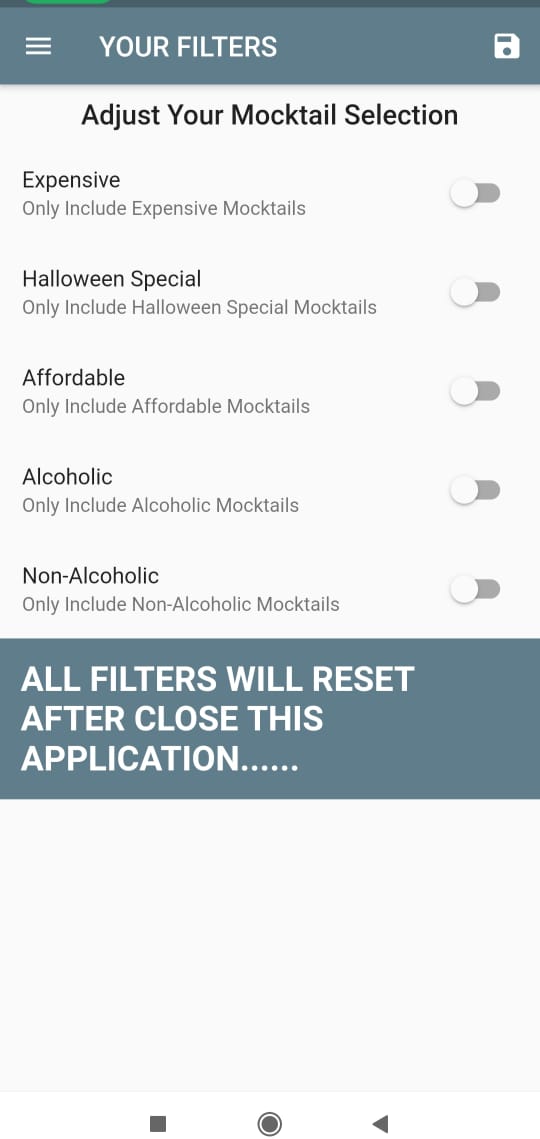 YOUR FILTERS
Adjust Your Mocktail Selection
Expensive
Only Include Expensive Mocktails
Halloween Special
Only Include Halloween Special Mocktails
Affordable
Only Include Affordable Mocktails
Alcoholic
Only Include Alcoholic Mocktails
Non-Alcoholic
Only Include Non-Alcoholic Mocktails
ALL FILTERS WILL RESET
AFTER CLOSE THIS
APPLICATION......